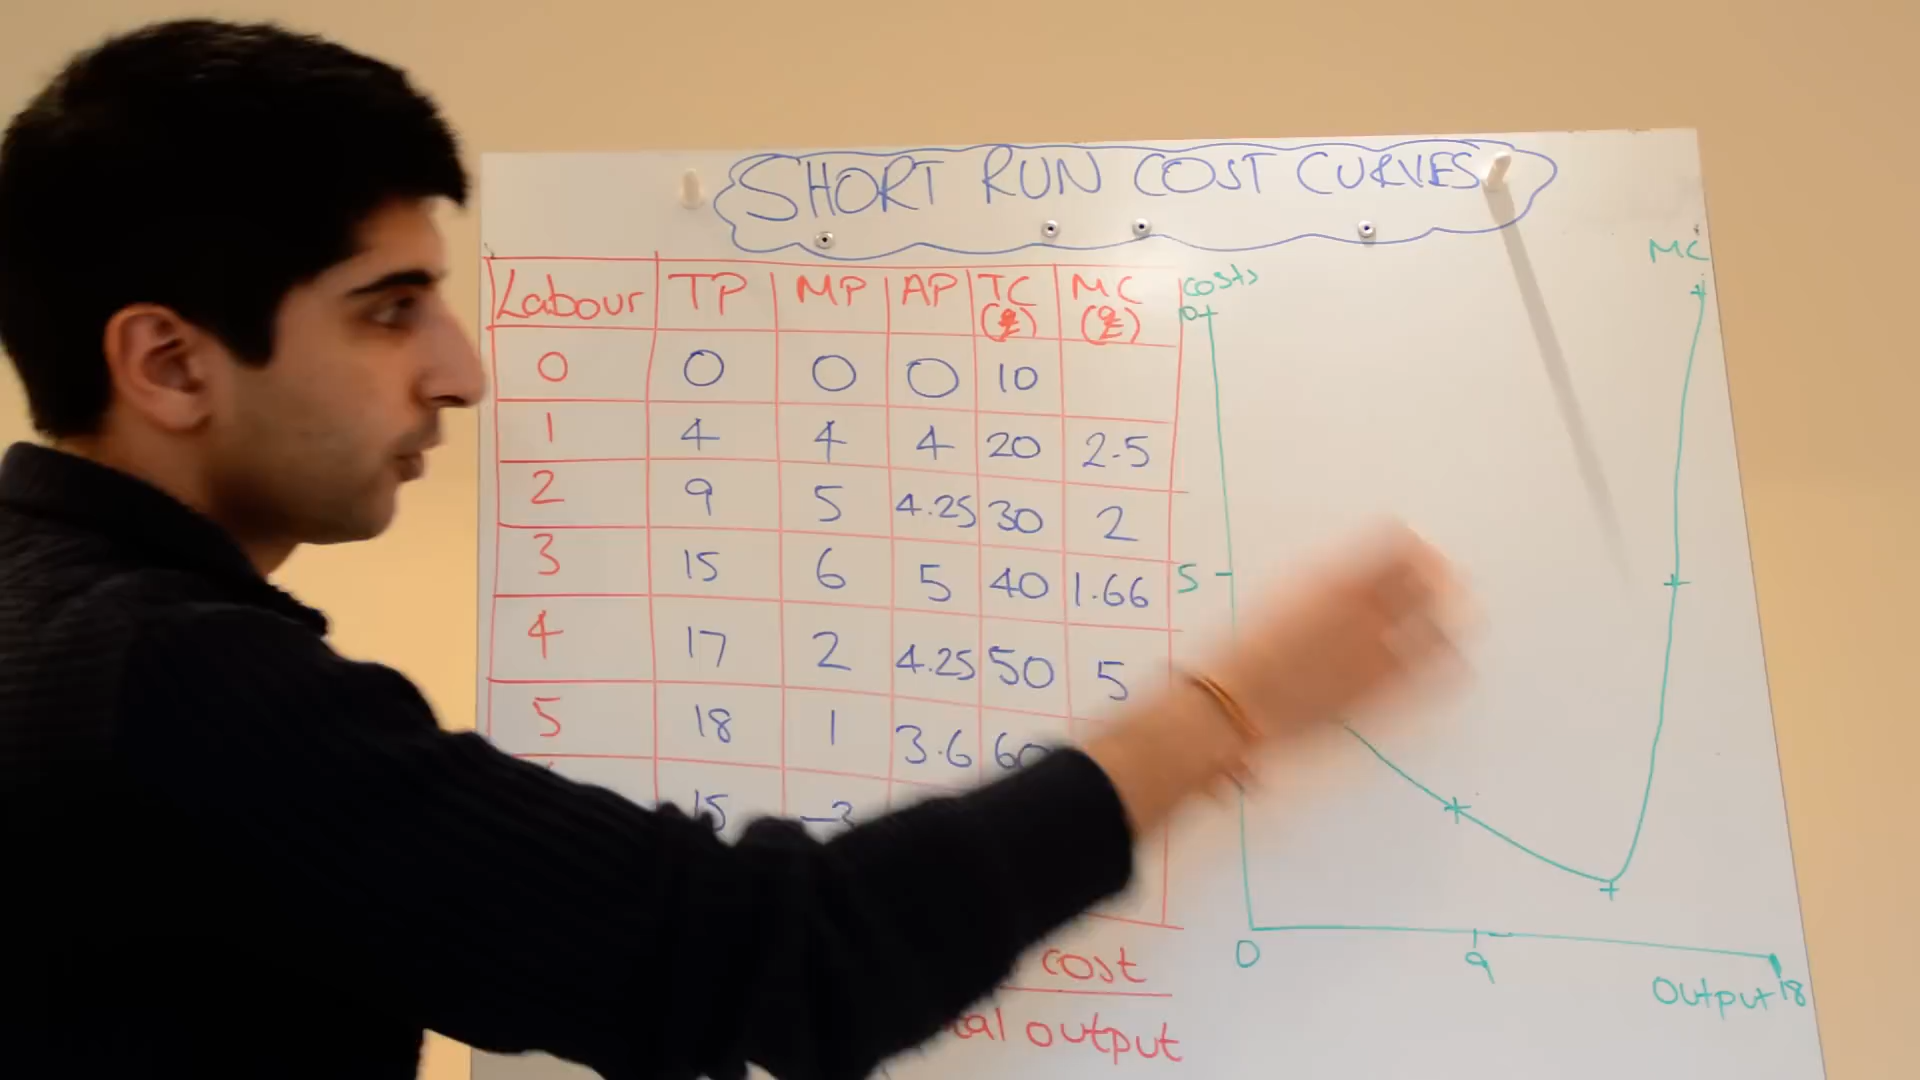 SHORT RUN COST CURVES
Labour TP MP AP TC (£) MC (£)
0 0 0 0 10
1 4 4 4 20 2.5
2 9 5 4.25 30 2
3 15 6 5 40 1.66
4 17 2 4.25 50 5
5 18 1 3.6 60
15 -3
cost
output
Costs
MC
5
0 9 18
Output